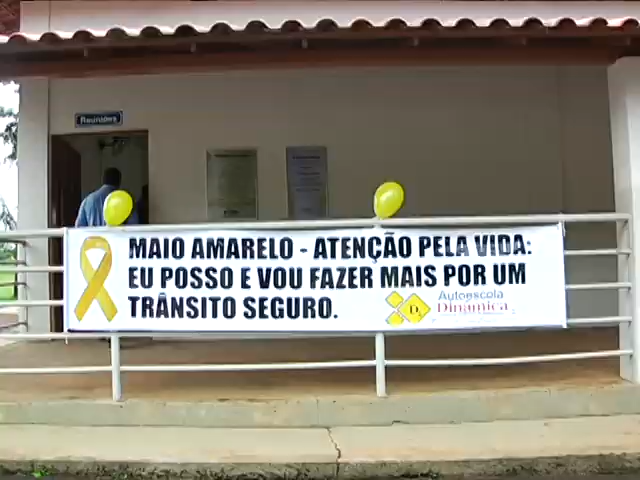 Reuniões
MAIO AMARELO - ATENÇÃO PELA VIDA:
EU POSSO E VOU FAZER MAIS POR UM
TRÂNSITO SEGURO.
D
Autoescola
Dinâmica